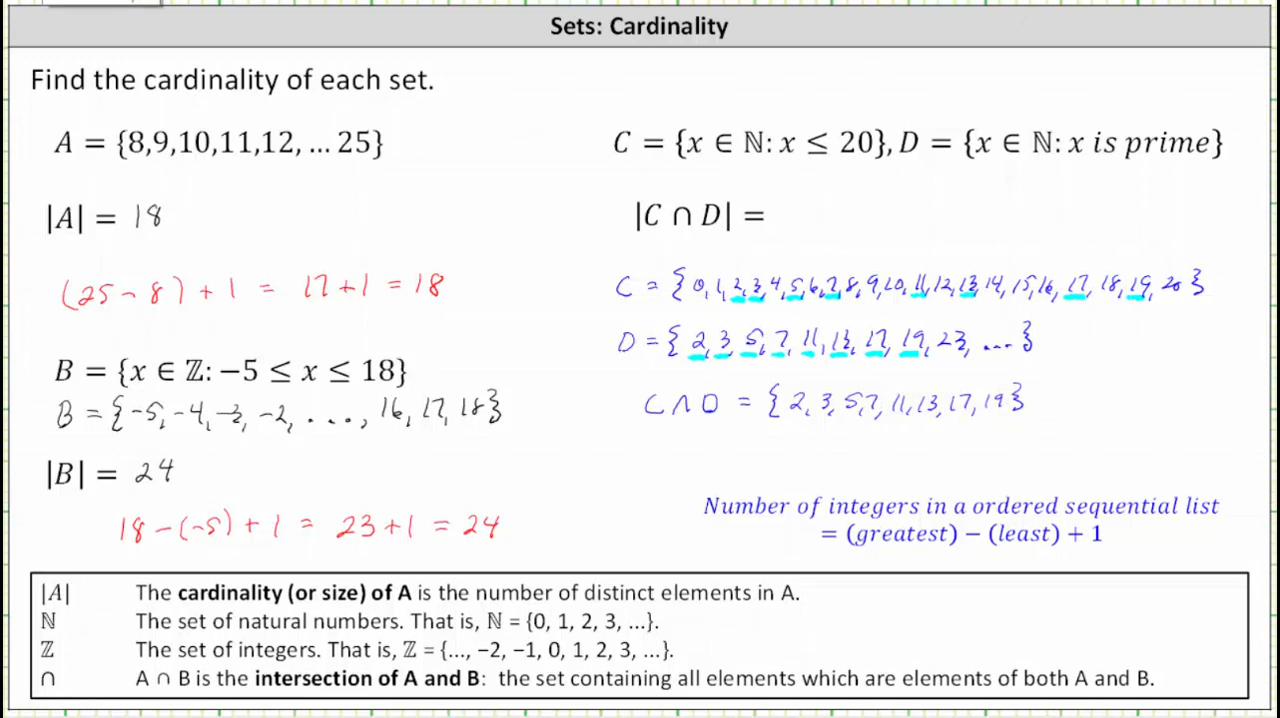 Sets: Cardinality
Find the cardinality of each set.
A = {8,9,10,11,12, … 25}
|A| = 18
(25 - 8) + 1 = 17 + 1 = 18
B = {x ∈ ℤ: −5 ≤ x ≤ 18}
B = {-5, -4, -3, -2, ...., 16, 17, 18}
|B| = 24
18 - (-5) + 1 = 23 + 1 = 24
C = {x ∈ ℕ: x ≤ 20}, D = {x ∈ ℕ: x is prime}
|C ∩ D| =
C = {0, 1, 2, 3, 4, 5, 6, 7, 8, 9, 10, 11, 12, 13, 14, 15, 16, 17, 18, 19, 20}
D = {2, 3, 5, 7, 11, 13, 17, 19, 23, ...}
C ∩ D = {2, 3, 5, 7, 11, 13, 17, 19}
Number of integers in a ordered sequential list
= (greatest) − (least) + 1
|A| The cardinality (or size) of A is the number of distinct elements in A.
ℕ The set of natural numbers. That is, ℕ = {0, 1, 2, 3, …}.
ℤ The set of integers. That is, ℤ = {…, −2, −1, 0, 1, 2, 3, …}.
∩ A ∩ B is the intersection of A and B: the set containing all elements which are elements of both A and B.